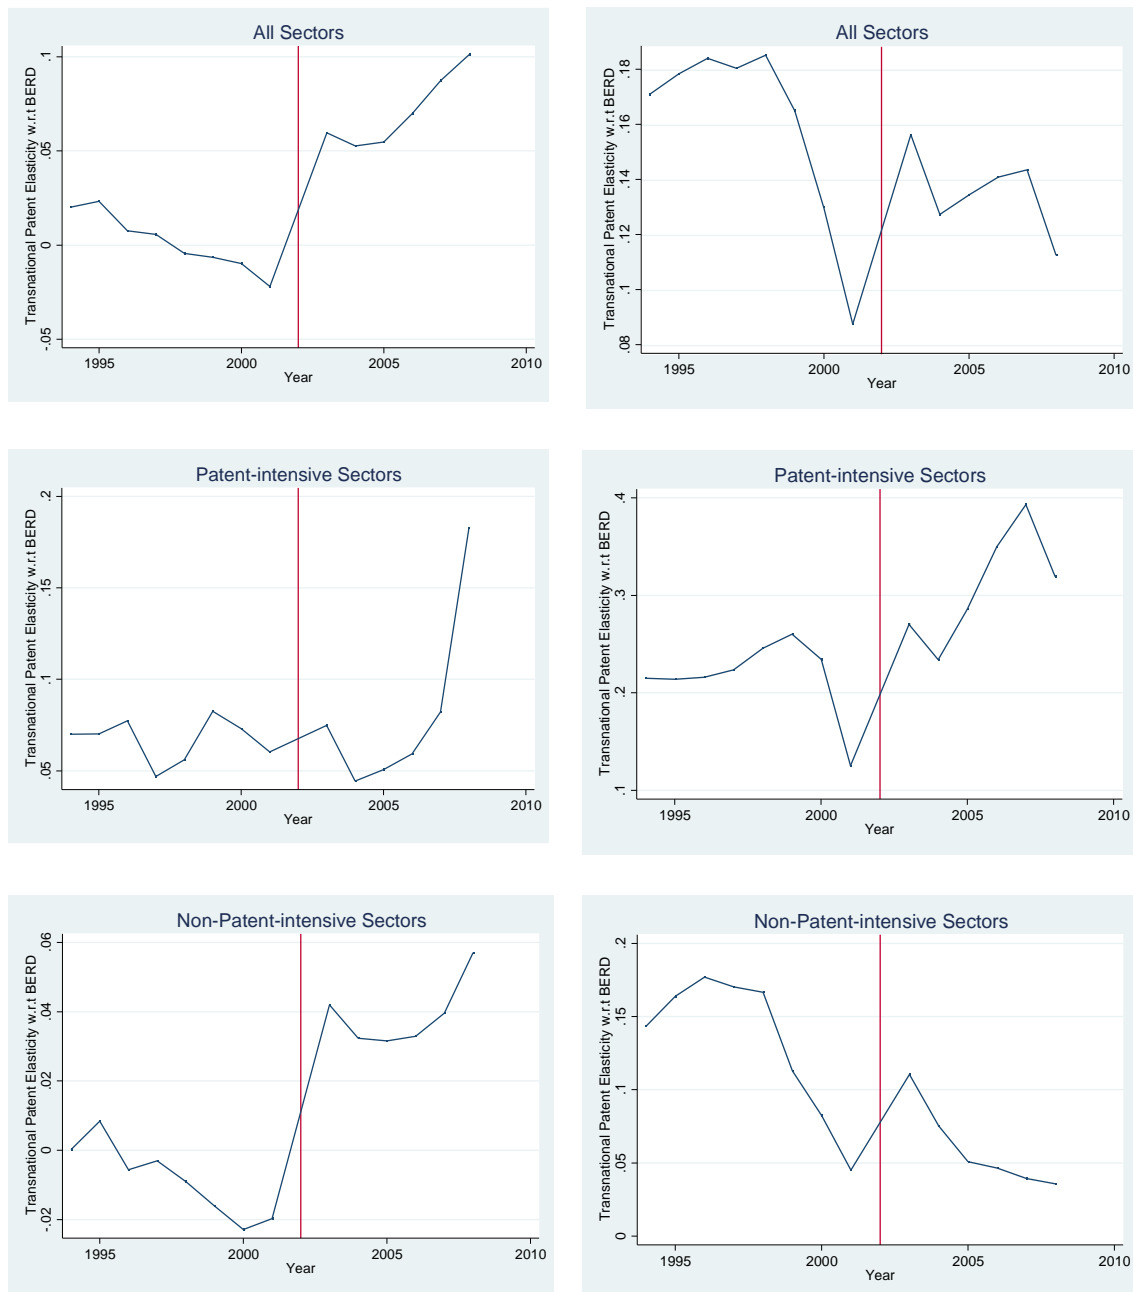 All Sectors
Transnational Patent Elasticity w.r.t BERD
.1
.05
0
-.05
1995
2000
2005
2010
Year
All Sectors
Transnational Patent Elasticity w.r.t BERD
.18
.16
.14
.12
.1
.08
1995
2000
2005
2010
Year
Patent-intensive Sectors
Transnational Patent Elasticity w.r.t BERD
.2
.15
.1
.05
1995
2000
2005
2010
Year
Patent-intensive Sectors
Transnational Patent Elasticity w.r.t BERD
.4
.3
.2
.1
1995
2000
2005
2010
Year
Non-Patent-intensive Sectors
Transnational Patent Elasticity w.r.t BERD
.06
.04
.02
0
-.02
1995
2000
2005
2010
Year
Non-Patent-intensive Sectors
Transnational Patent Elasticity w.r.t BERD
.2
.15
.1
.05
0
1995
2000
2005
2010
Year